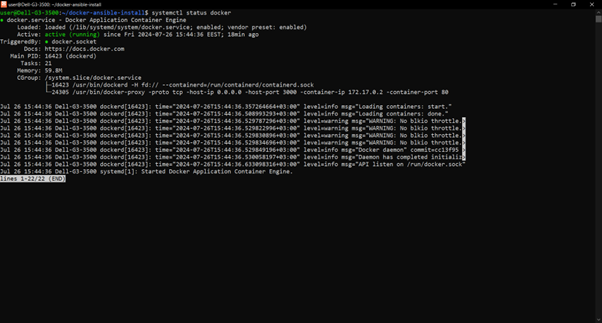 user@Dell-G3-3500: ~/docker-ansible-install
user@Dell-G3-3500:~/docker-ansible-install$ systemctl status docker
● docker.service - Docker Application Container Engine
Loaded: loaded (/lib/systemd/system/docker.service; enabled; vendor preset: enabled)
Active: active (running) since Fri 2024-07-26 15:44:36 EEST; 18min ago
TriggeredBy: ● docker.socket
Docs: https://docs.docker.com
Main PID: 16423 (dockerd)
Tasks: 21
Memory: 59.8M
CGroup: /system.slice/docker.service
├─16423 /usr/bin/dockerd -H fd:// --containerd=/run/containerd/containerd.sock
└─24305 /usr/bin/docker-proxy -proto tcp -host-ip 0.0.0.0 -host-port 3000 -container-ip 172.17.0.2 -container-port 80
Jul 26 15:44:36 Dell-G3-3500 dockerd[16423]: time="2024-07-26T15:44:36.357264664+03:00" level=info msg="Loading containers: start."
Jul 26 15:44:36 Dell-G3-3500 dockerd[16423]: time="2024-07-26T15:44:36.508993293+03:00" level=info msg="Loading containers: done."
Jul 26 15:44:36 Dell-G3-3500 dockerd[16423]: time="2024-07-26T15:44:36.529787296+03:00" level=warning msg="WARNING: No blkio throttle.>
Jul 26 15:44:36 Dell-G3-3500 dockerd[16423]: time="2024-07-26T15:44:36.529822996+03:00" level=warning msg="WARNING: No blkio throttle.>
Jul 26 15:44:36 Dell-G3-3500 dockerd[16423]: time="2024-07-26T15:44:36.529830896+03:00" level=warning msg="WARNING: No blkio throttle.>
Jul 26 15:44:36 Dell-G3-3500 dockerd[16423]: time="2024-07-26T15:44:36.529834696+03:00" level=warning msg="WARNING: No blkio throttle.>
Jul 26 15:44:36 Dell-G3-3500 dockerd[16423]: time="2024-07-26T15:44:36.529849196+03:00" level=info msg="Docker daemon" commit=cc13f95 >
Jul 26 15:44:36 Dell-G3-3500 dockerd[16423]: time="2024-07-26T15:44:36.530058197+03:00" level=info msg="Daemon has completed initializ>
Jul 26 15:44:36 Dell-G3-3500 dockerd[16423]: time="2024-07-26T15:44:36.633098316+03:00" level=info msg="API listen on /run/docker.sock"
Jul 26 15:44:36 Dell-G3-3500 systemd[1]: Started Docker Application Container Engine.
lines 1-22/22 (END)